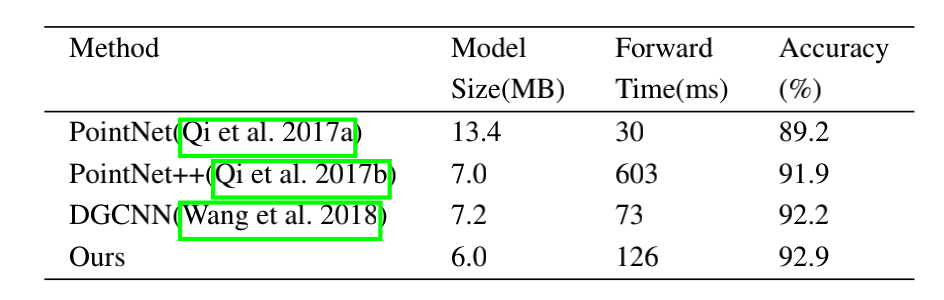 Method Model Forward Accuracy
Size(MB) Time(ms) (%)
PointNet(Qi et al. 2017a) 13.4 30 89.2
PointNet++(Qi et al. 2017b) 7.0 603 91.9
DGCNN(Wang et al. 2018) 7.2 73 92.2
Ours 6.0 126 92.9